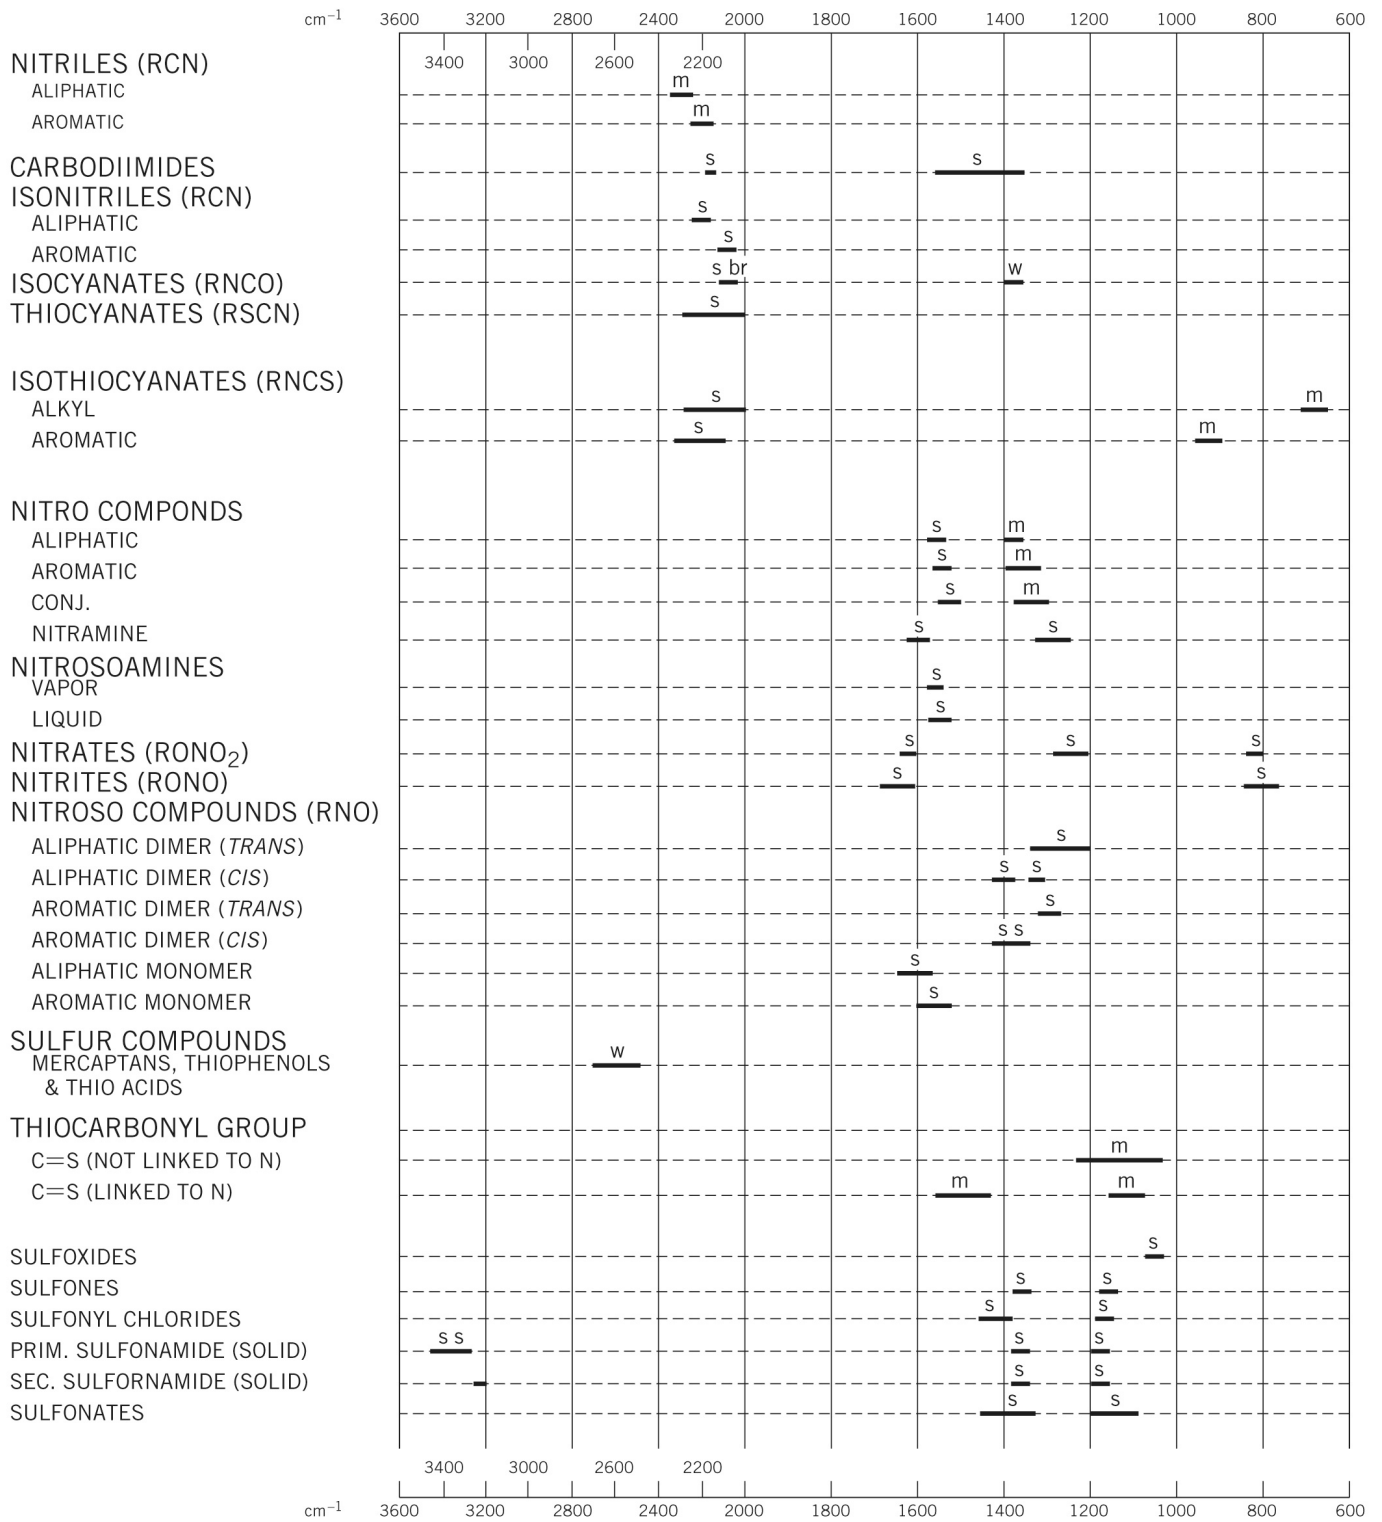 cm⁻¹ 3600 3200 2800 2400 2000 1800 1600 1400 1200 1000 800 600
3400 3000 2600 2200
NITRILES (RCN)
m
ALIPHATIC
m
AROMATIC
s s
CARBODIIMIDES
ISONITRILES (RCN)
s
ALIPHATIC
s
AROMATIC
s br w
ISOCYANATES (RNCO)
s
THIOCYANATES (RSCN)
ISOTHIOCYANATES (RNCS)
s m
ALKYL
s m
AROMATIC
NITRO COMPONDS
s m
ALIPHATIC
s m
AROMATIC
s m
CONJ.
s s
NITRAMINE
NITROSOAMINES
s
VAPOR
s
LIQUID
s s s
NITRATES (RONO₂)
s s
NITRITES (RONO)
NITROSO COMPOUNDS (RNO)
s
ALIPHATIC DIMER (TRANS)
s s
ALIPHATIC DIMER (CIS)
s
AROMATIC DIMER (TRANS)
s s
AROMATIC DIMER (CIS)
s
ALIPHATIC MONOMER
s
AROMATIC MONOMER
SULFUR COMPOUNDS
w
MERCAPTANS, THIOPHENOLS
& THIO ACIDS
THIOCARBONYL GROUP
m
C=S (NOT LINKED TO N)
m m
C=S (LINKED TO N)
s
SULFOXIDES
s s
SULFONES
s s
SULFONYL CHLORIDES
s s s s
PRIM. SULFONAMIDE (SOLID)
s s
SEC. SULFORNAMIDE (SOLID)
s s
SULFONATES
3400 3000 2600 2200
cm⁻¹ 3600 3200 2800 2400 2000 1800 1600 1400 1200 1000 800 600